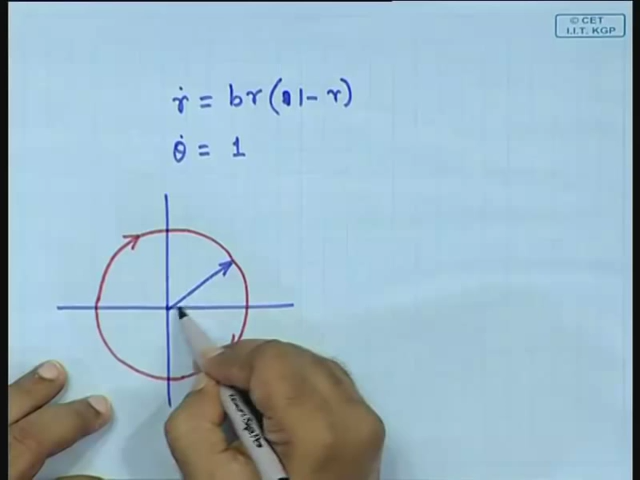 © CET
I.I.T. KGP
ṙ = br(1 - r)
θ̇ = 1